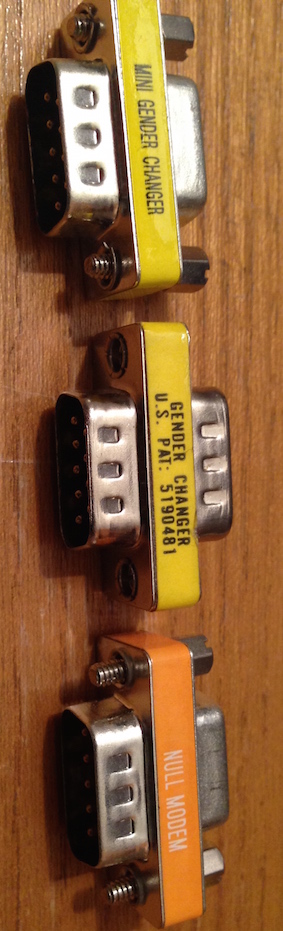 MINI GENDER CHANGER
GENDER CHANGER
U.S. PAT: 5190481
NULL MODEM